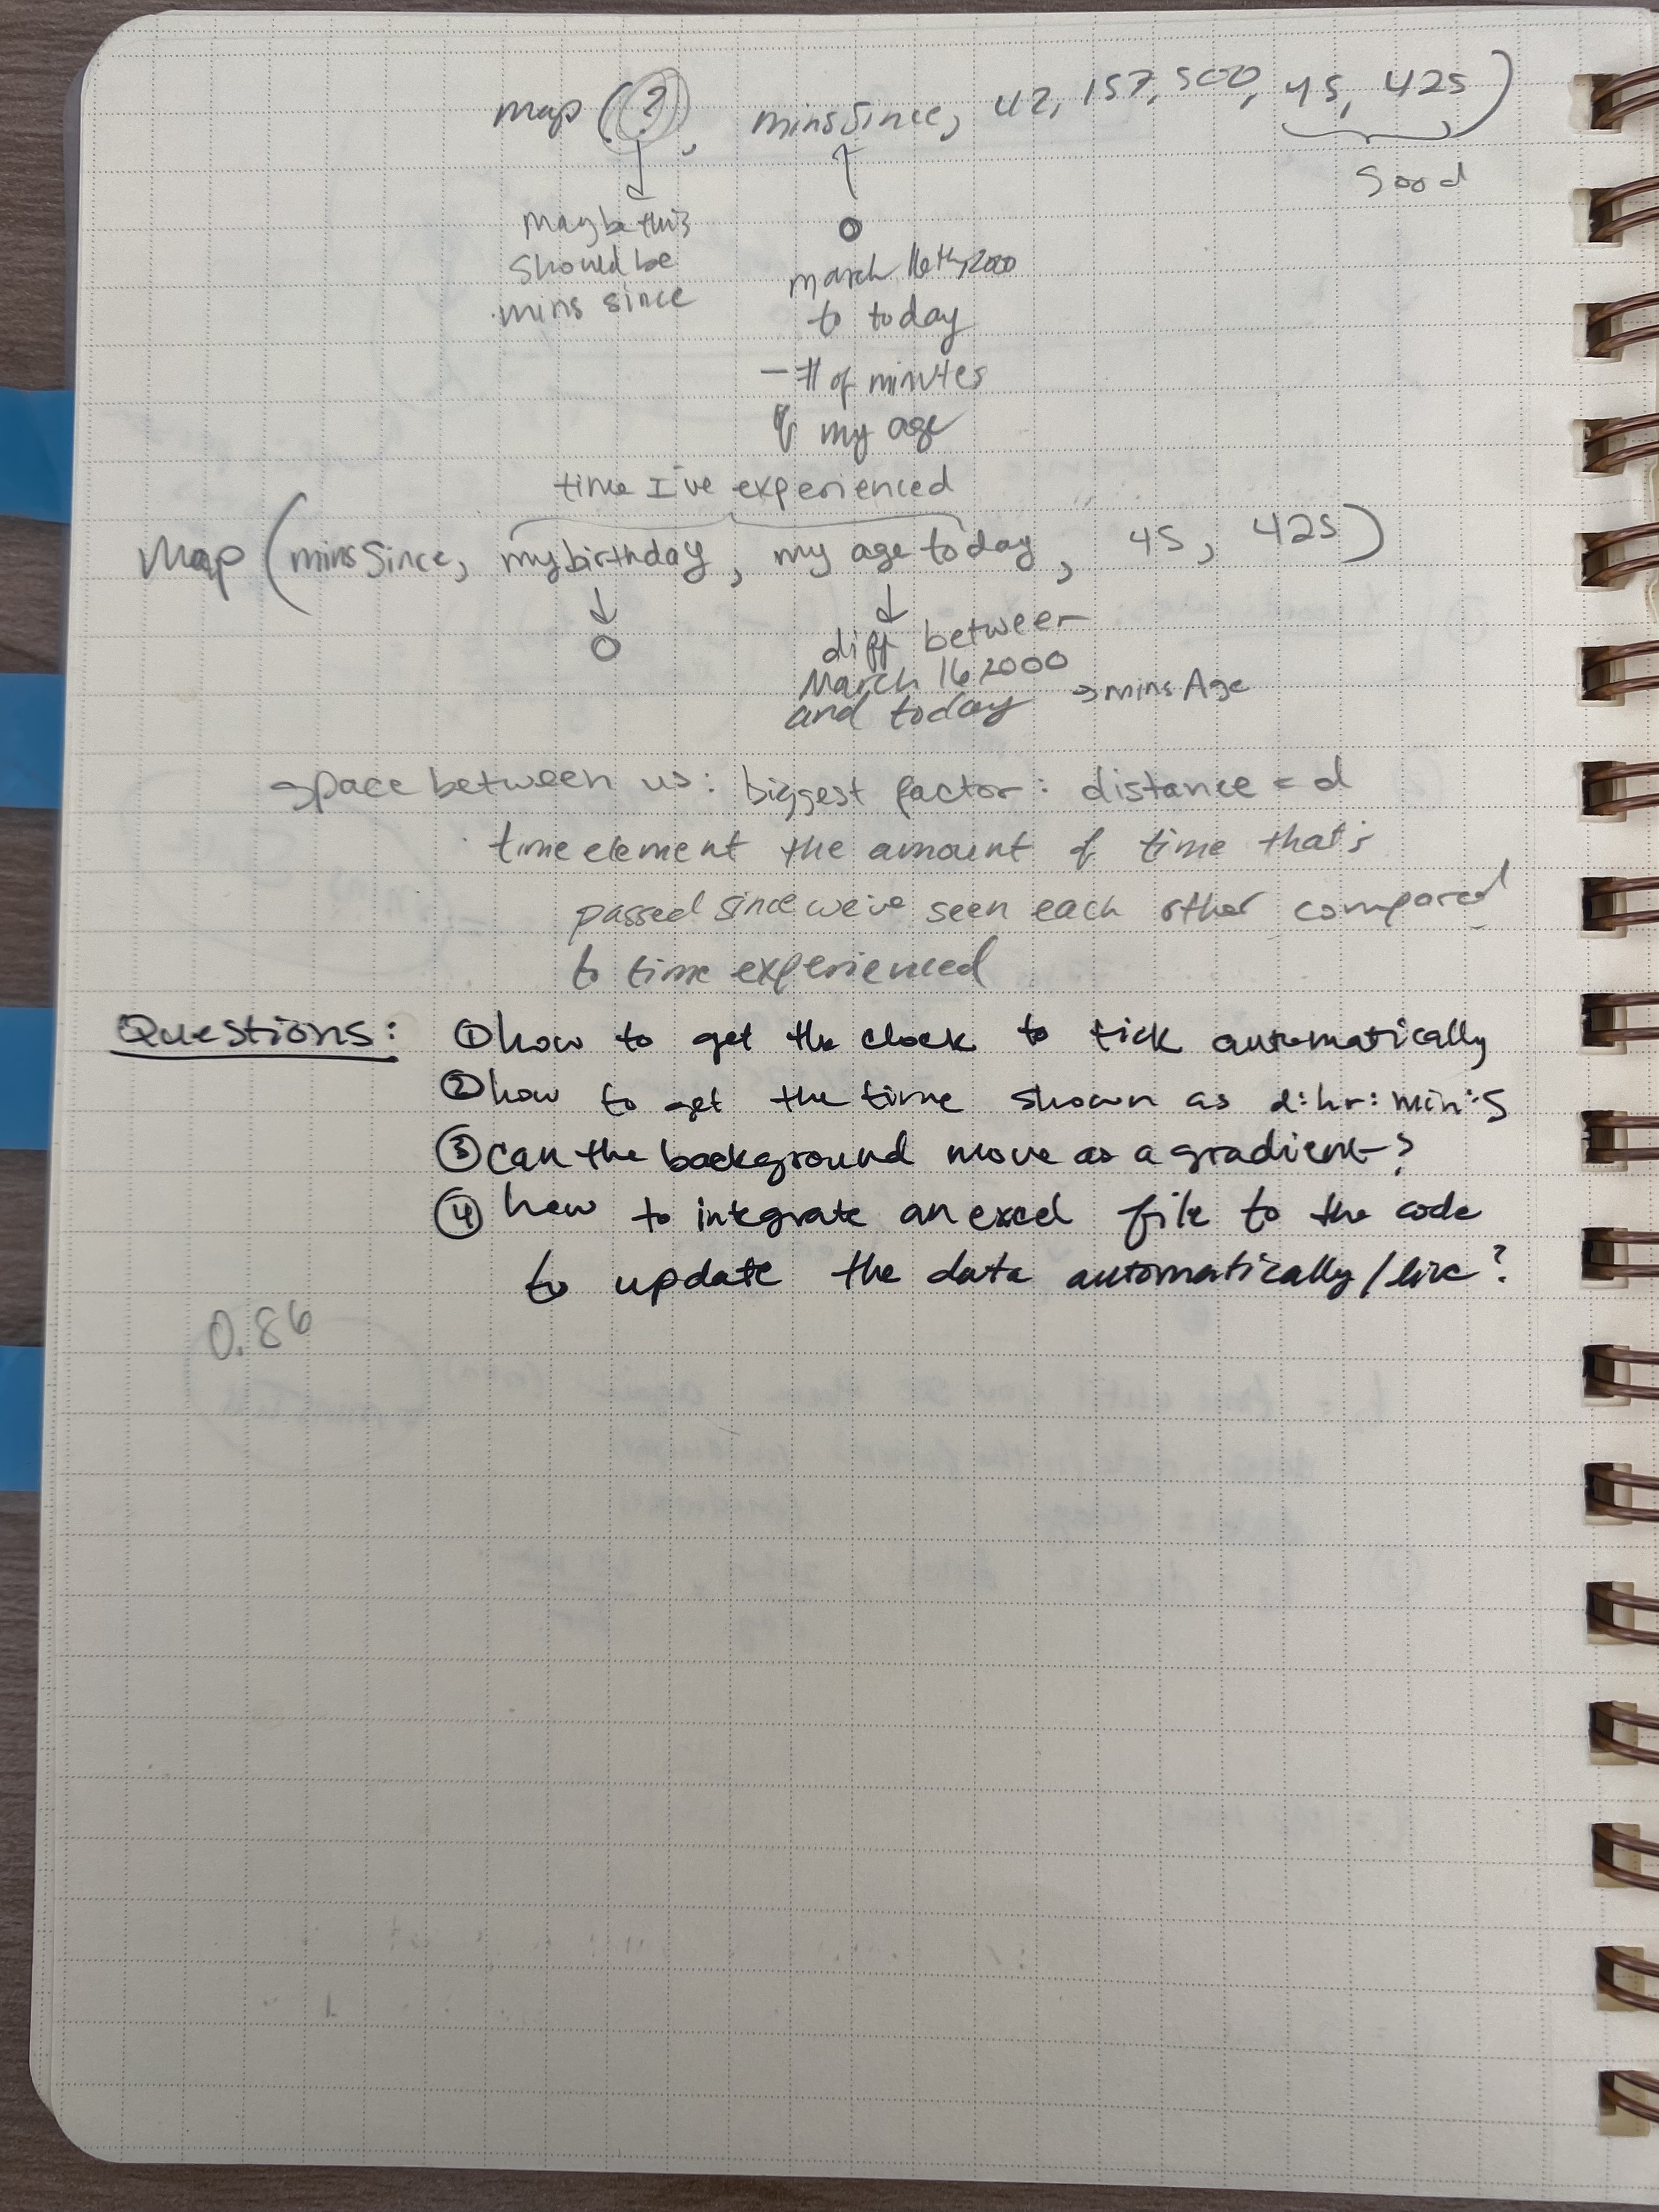 map (?, minsSince, 42, 157, 500, 45, 425)
good
maybe this
should be
mins since
0
march 16th, 2000
to today
- # of minutes
of my age
time I've experienced
Map (minsSince, my birthday, my age today, 45, 425)
0
diff between
March 16 2000
and today → minsAge
space between us: biggest factor: distance = d
time element the amount of time that's
passed since we've seen each other compared
to time experienced
Questions: ① how to get the clock to tick automatically
② how to get the time shown as d:hr:min:s
③ can the background move as a gradient?
④ how to integrate an excel file to the code
to update the data automatically/live?
0.86